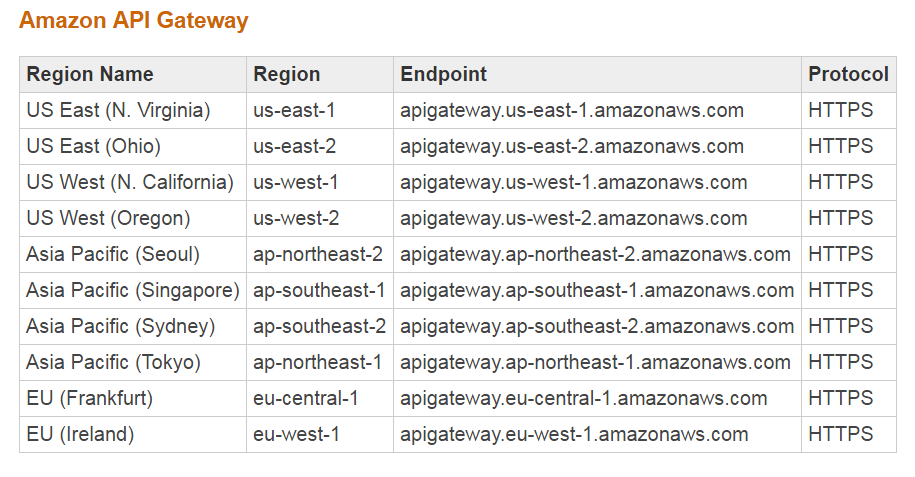 Amazon API Gateway
Region Name Region Endpoint Protocol
US East (N. Virginia) us-east-1 apigateway.us-east-1.amazonaws.com HTTPS
US East (Ohio) us-east-2 apigateway.us-east-2.amazonaws.com HTTPS
US West (N. California) us-west-1 apigateway.us-west-1.amazonaws.com HTTPS
US West (Oregon) us-west-2 apigateway.us-west-2.amazonaws.com HTTPS
Asia Pacific (Seoul) ap-northeast-2 apigateway.ap-northeast-2.amazonaws.com HTTPS
Asia Pacific (Singapore) ap-southeast-1 apigateway.ap-southeast-1.amazonaws.com HTTPS
Asia Pacific (Sydney) ap-southeast-2 apigateway.ap-southeast-2.amazonaws.com HTTPS
Asia Pacific (Tokyo) ap-northeast-1 apigateway.ap-northeast-1.amazonaws.com HTTPS
EU (Frankfurt) eu-central-1 apigateway.eu-central-1.amazonaws.com HTTPS
EU (Ireland) eu-west-1 apigateway.eu-west-1.amazonaws.com HTTPS